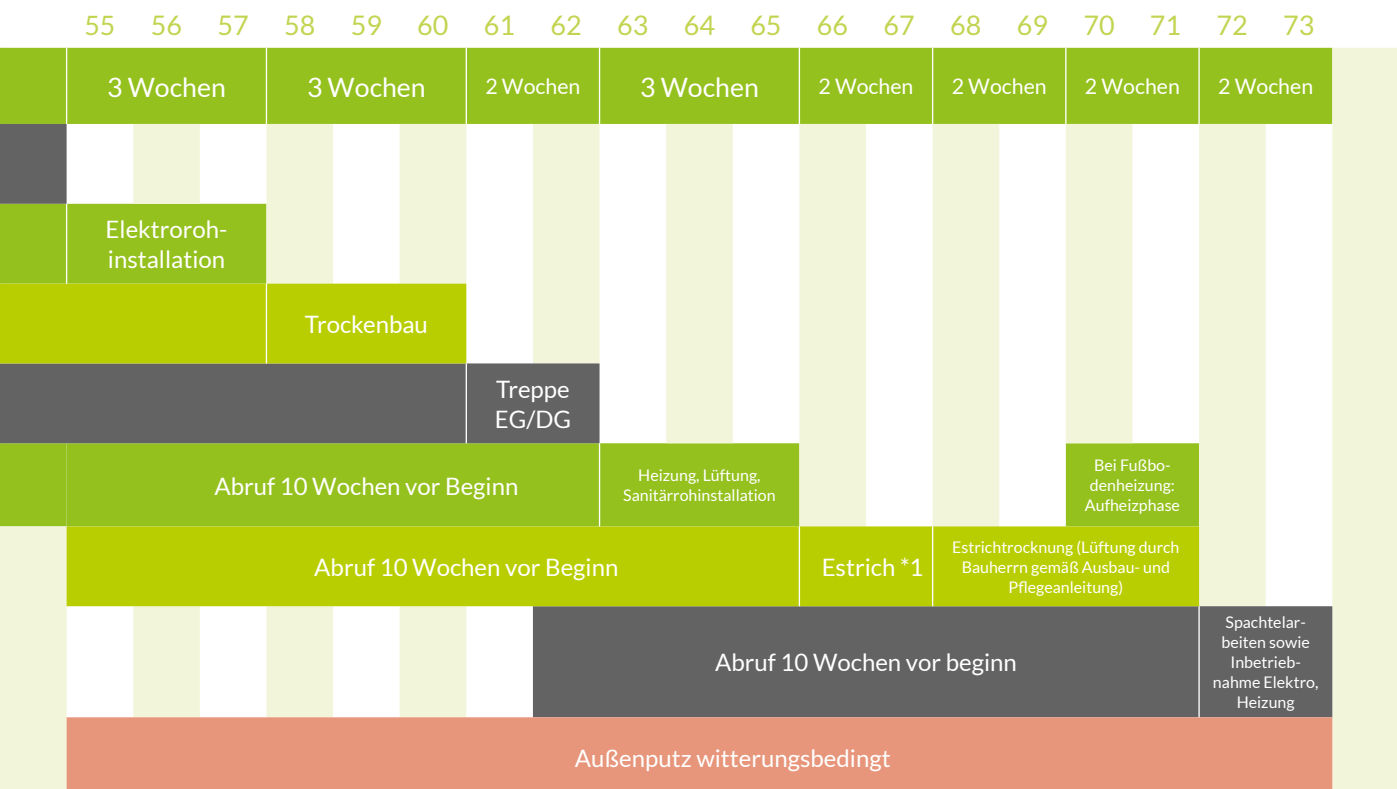 55 56 57 58 59 60 61 62 63 64 65 66 67 68 69 70 71 72 73
3 Wochen 3 Wochen 2 Wochen 3 Wochen 2 Wochen 2 Wochen 2 Wochen 2 Wochen
Elektroroh-
installation
Trockenbau
Treppe
EG/DG
Abruf 10 Wochen vor Beginn
Heizung, Lüftung,
Sanitärrohinstallation
Bei Fußbo-
denheizung:
Aufheizphase
Abruf 10 Wochen vor Beginn
Estrich *1
Estrichtrocknung (Lüftung durch
Bauherrn gemäß Ausbau- und
Pflegeanleitung)
Abruf 10 Wochen vor beginn
Spachtelar-
beiten sowie
Inbetrieb-
nahme Elektro,
Heizung
Außenputz witterungsbedingt